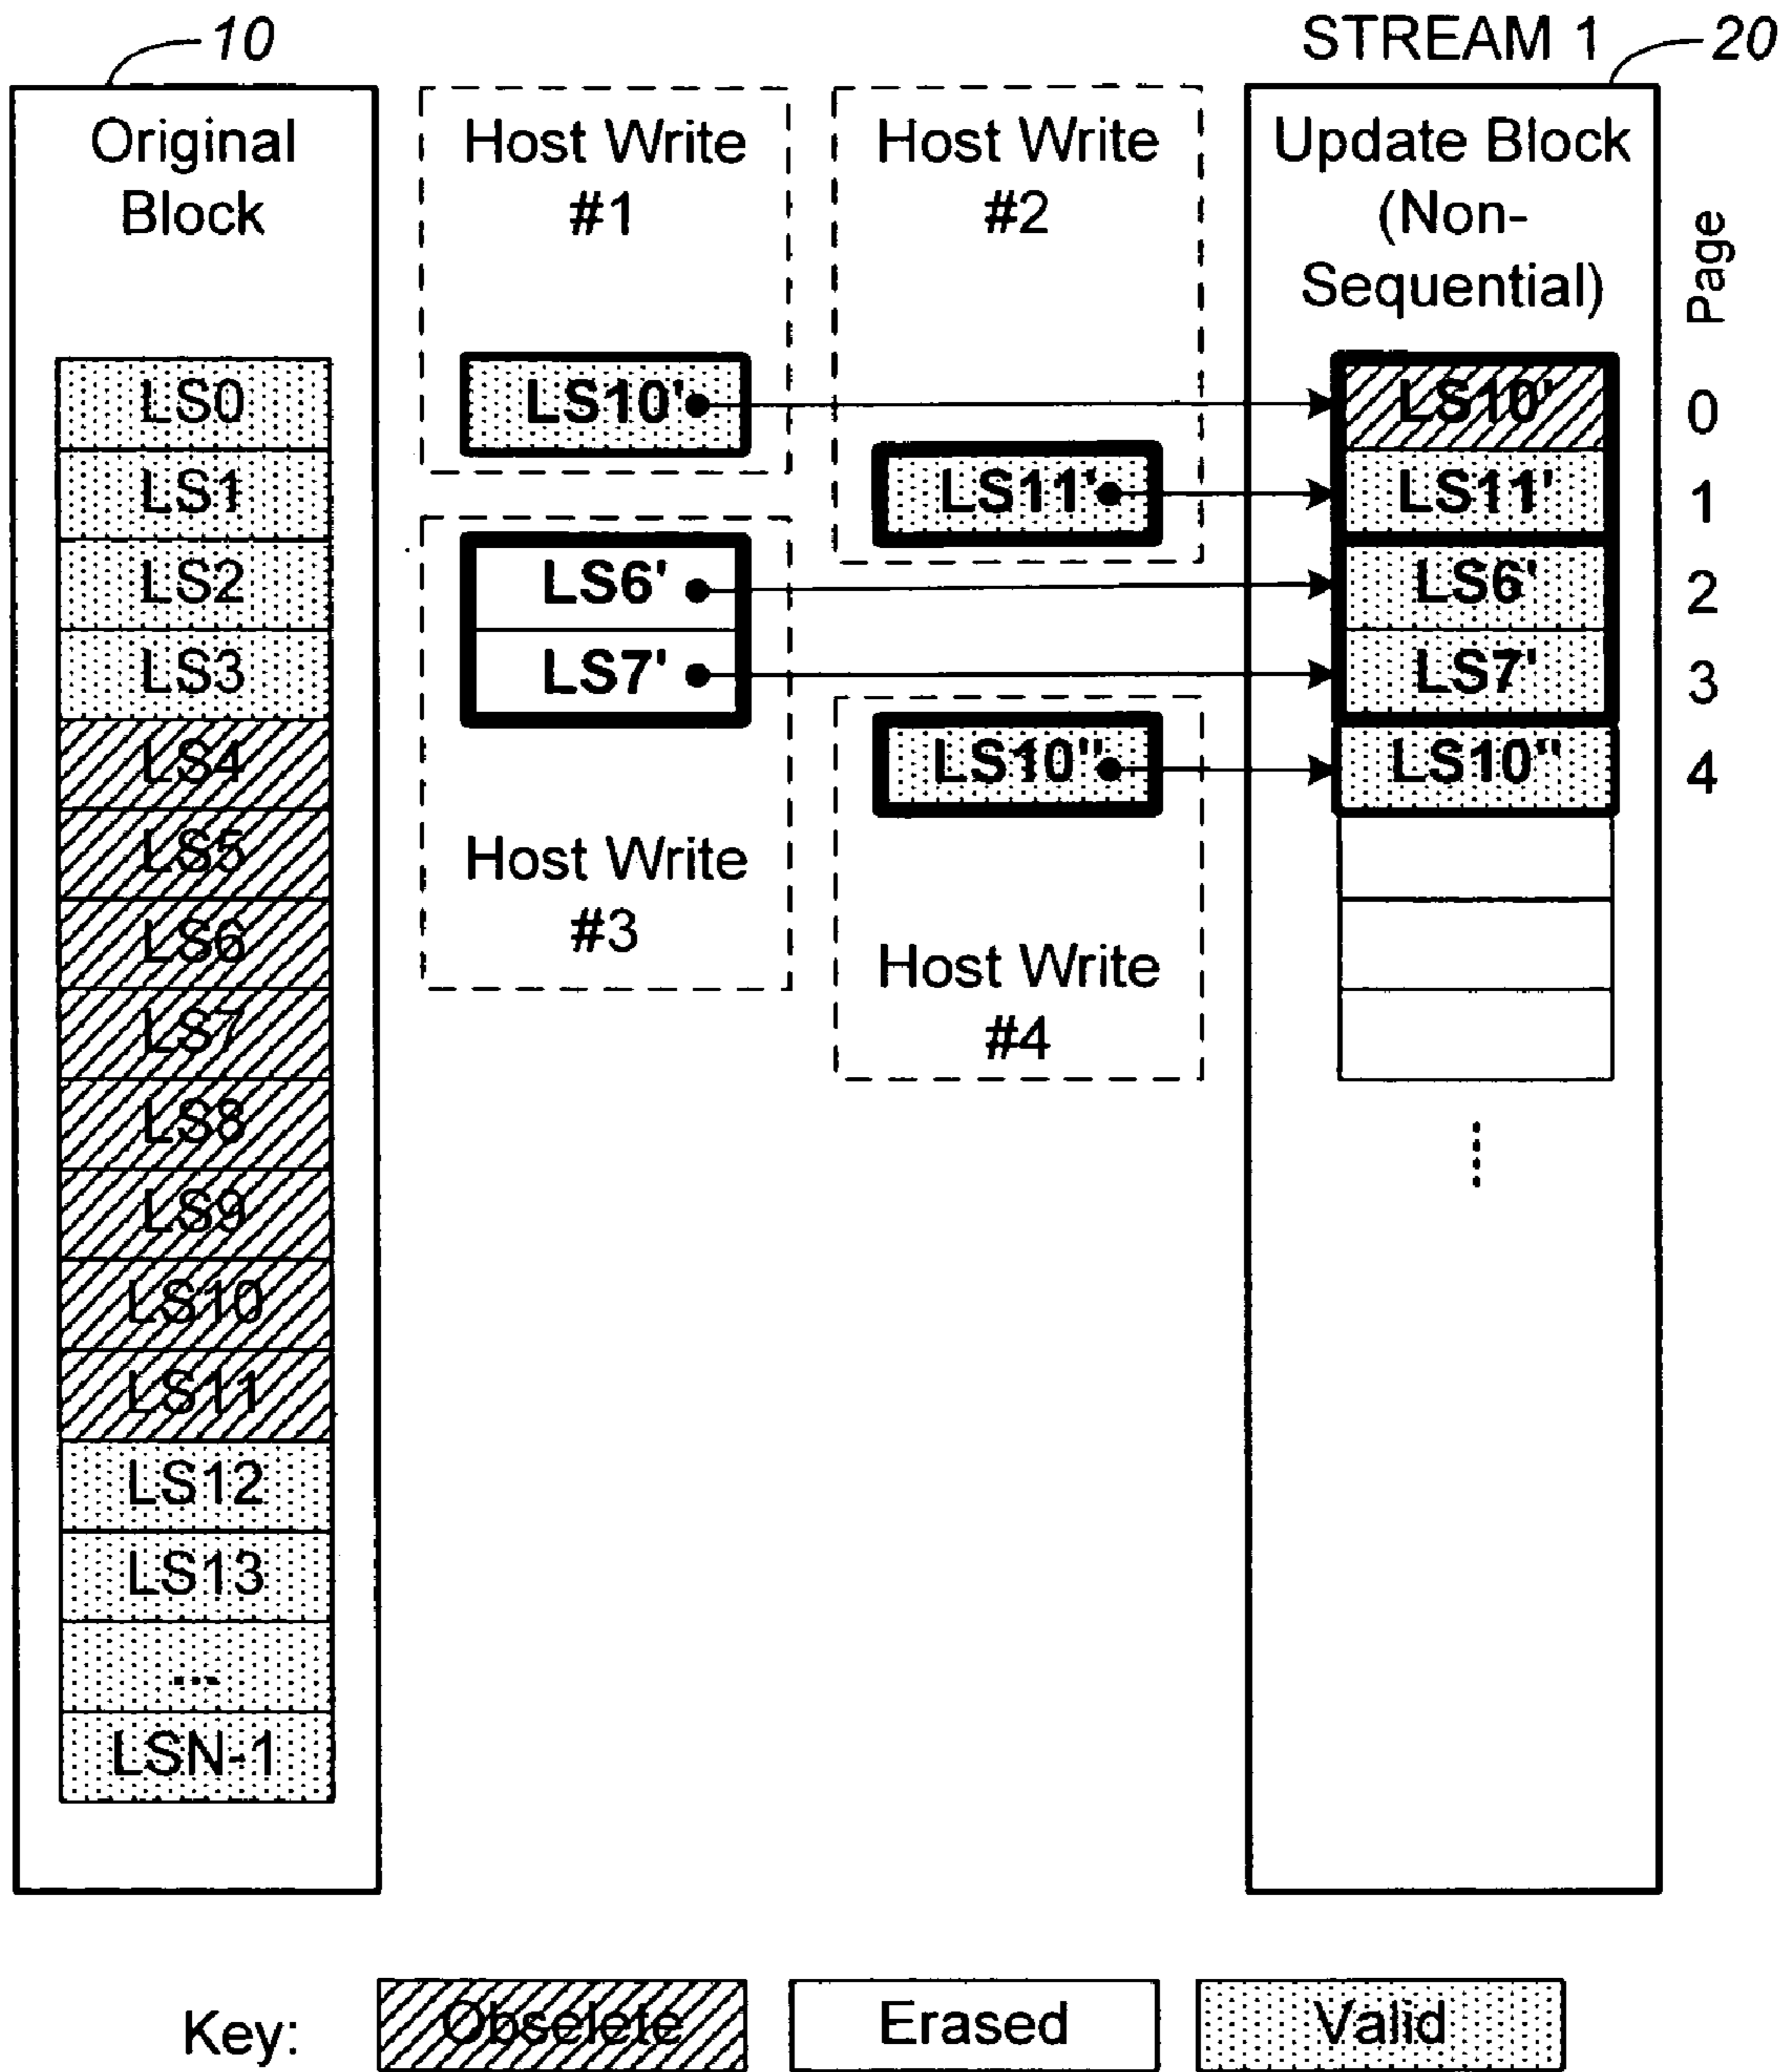 10
STREAM 1
20
Original
Block
Host Write
#1
Host Write
#2
Update Block
(Non-
Sequential)
Page
LS0
LS1
LS2
LS3
LS4
LS5
LS6
LS7
LS8
LS9
LS10
LS11
LS12
LS13
...
LSN-1
LS10'
LS11'
LS6'
LS7'
Host Write
#3
LS10"
Host Write
#4
LS10'
LS11'
LS6'
LS7'
LS10"
0
1
2
3
4
Key:
Obselete
Erased
Valid